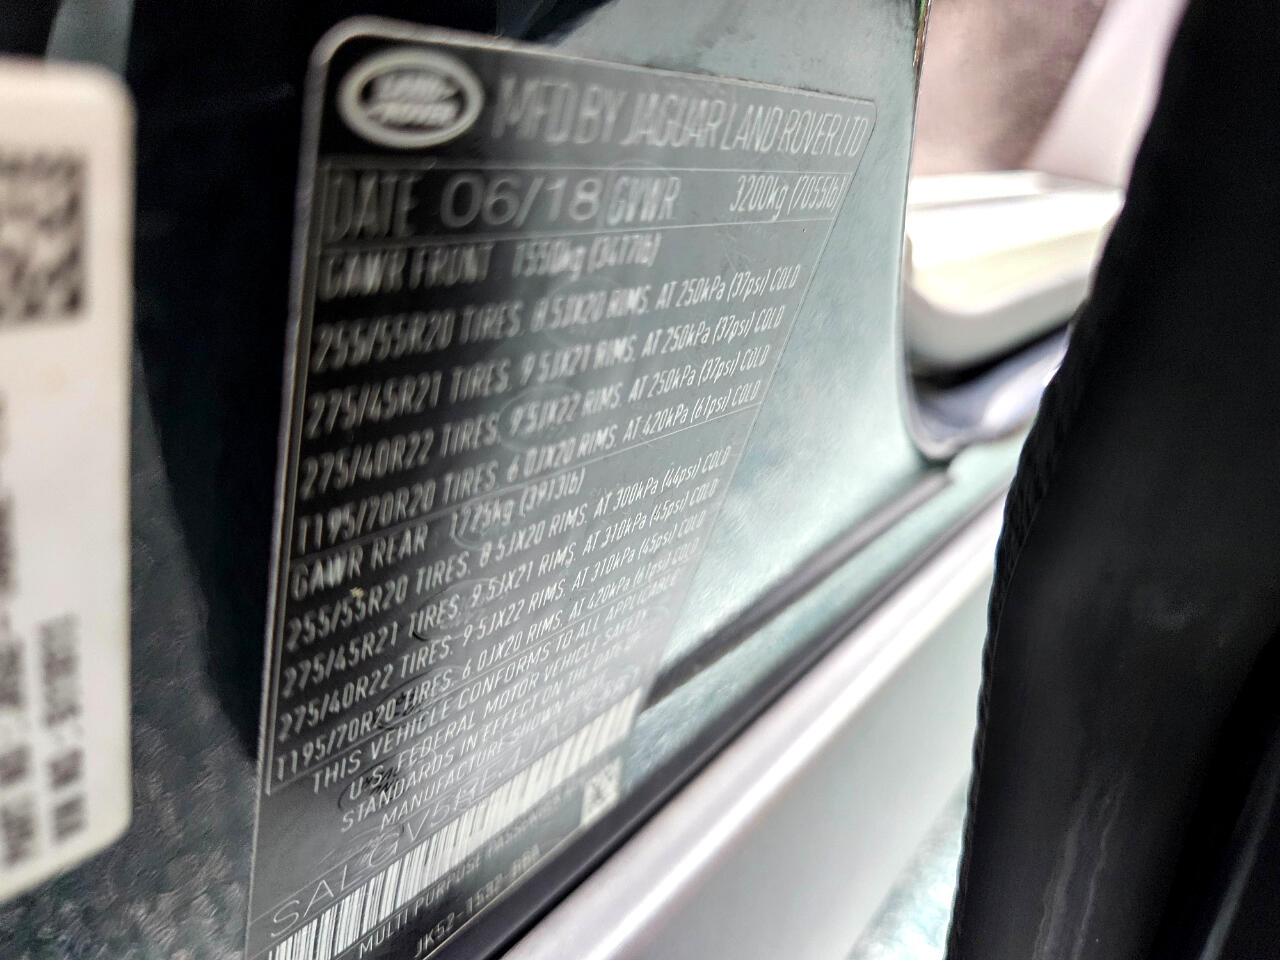 LAND
ROVER
MFD BY JAGUAR LAND ROVER LTD
DATE 06/18 GVWR 3200kg (7055lb)
GAWR FRONT 1550kg (3417lb)
255/55R20 TIRES. 8.5JX20 RIMS. AT 250kPa (37psi) COLD
275/45R21 TIRES. 9.5JX21 RIMS. AT 250kPa (37psi) COLD
275/40R22 TIRES. 9.5JX22 RIMS. AT 250kPa (37psi) COLD
T195/70R20 TIRES. 6.0JX20 RIMS. AT 420kPa (61psi) COLD
GAWR REAR 1775kg (3913lb)
255/55R20 TIRES. 8.5JX20 RIMS. AT 300kPa (44psi) COLD
275/45R21 TIRES. 9.5JX21 RIMS. AT 310kPa (45psi) COLD
275/40R22 TIRES. 9.5JX22 RIMS. AT 310kPa (45psi) COLD
T195/70R20 TIRES. 6.0JX20 RIMS. AT 420kPa (61psi) COLD
THIS VEHICLE CONFORMS TO ALL APPLICABLE
U.S. FEDERAL MOTOR VEHICLE SAFETY
STANDARDS IN EFFECT ON THE DATE OF
MANUFACTURE SHOWN ABOVE
MULTI PURPOSE PASSENGER